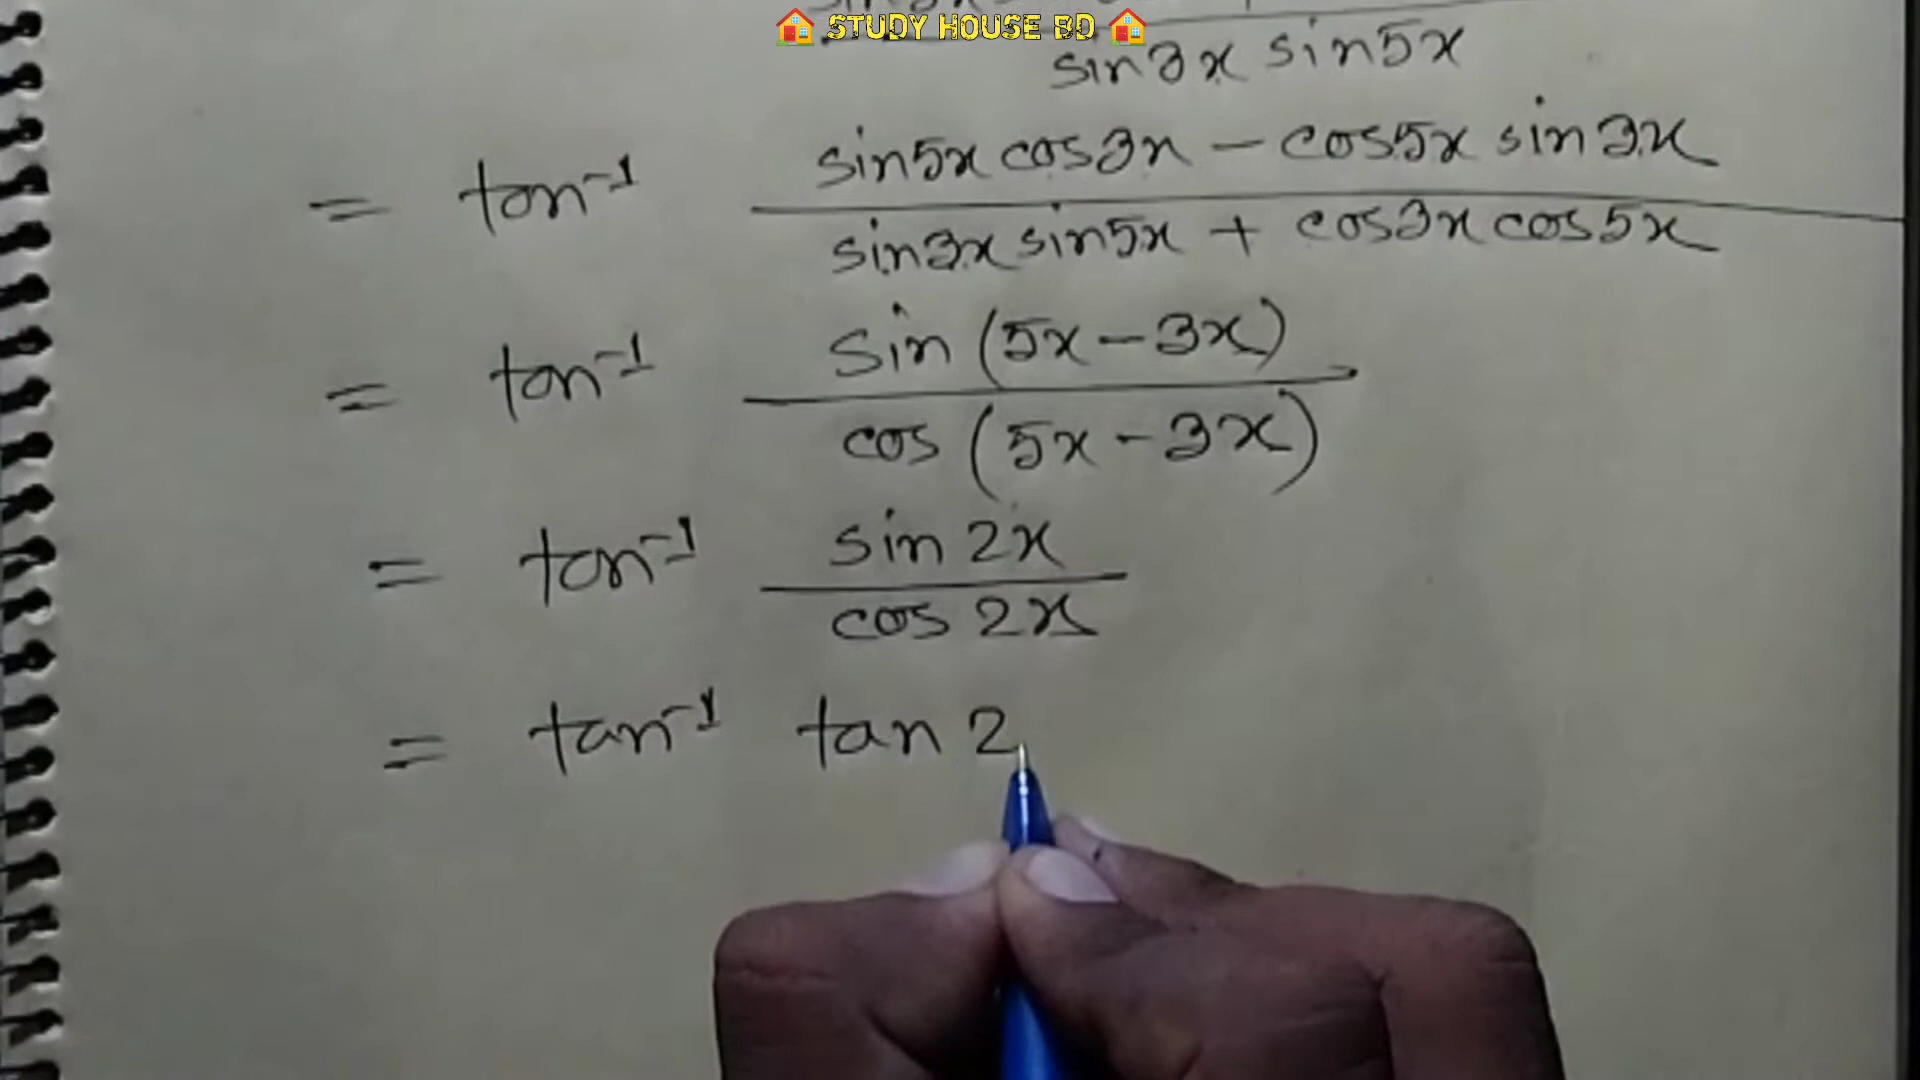 🏠 STUDY HOUSE BD 🏠
sin3x sin5x
= tan⁻¹ (sin5x cos3x − cos5x sin3x) / (sin3x sin5x + cos3x cos5x)
= tan⁻¹ sin (5x − 3x) / cos (5x − 3x)
= tan⁻¹ sin 2x / cos 2x
= tan⁻¹ tan 2